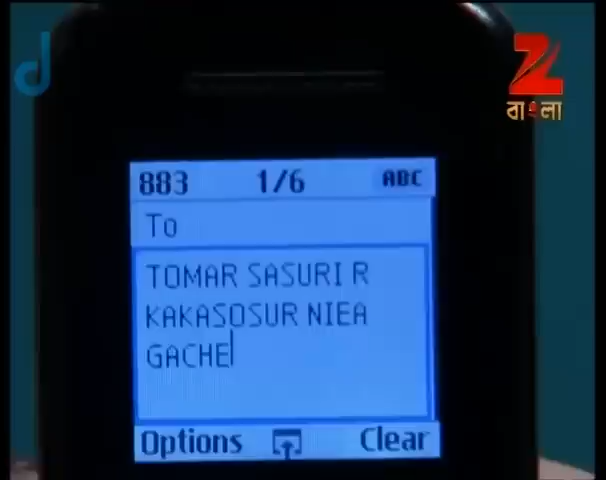 বাংলা
883 1/6 ABC
To
TOMAR SASURI R
KAKASOSUR NIEA
GACHE
Options Clear